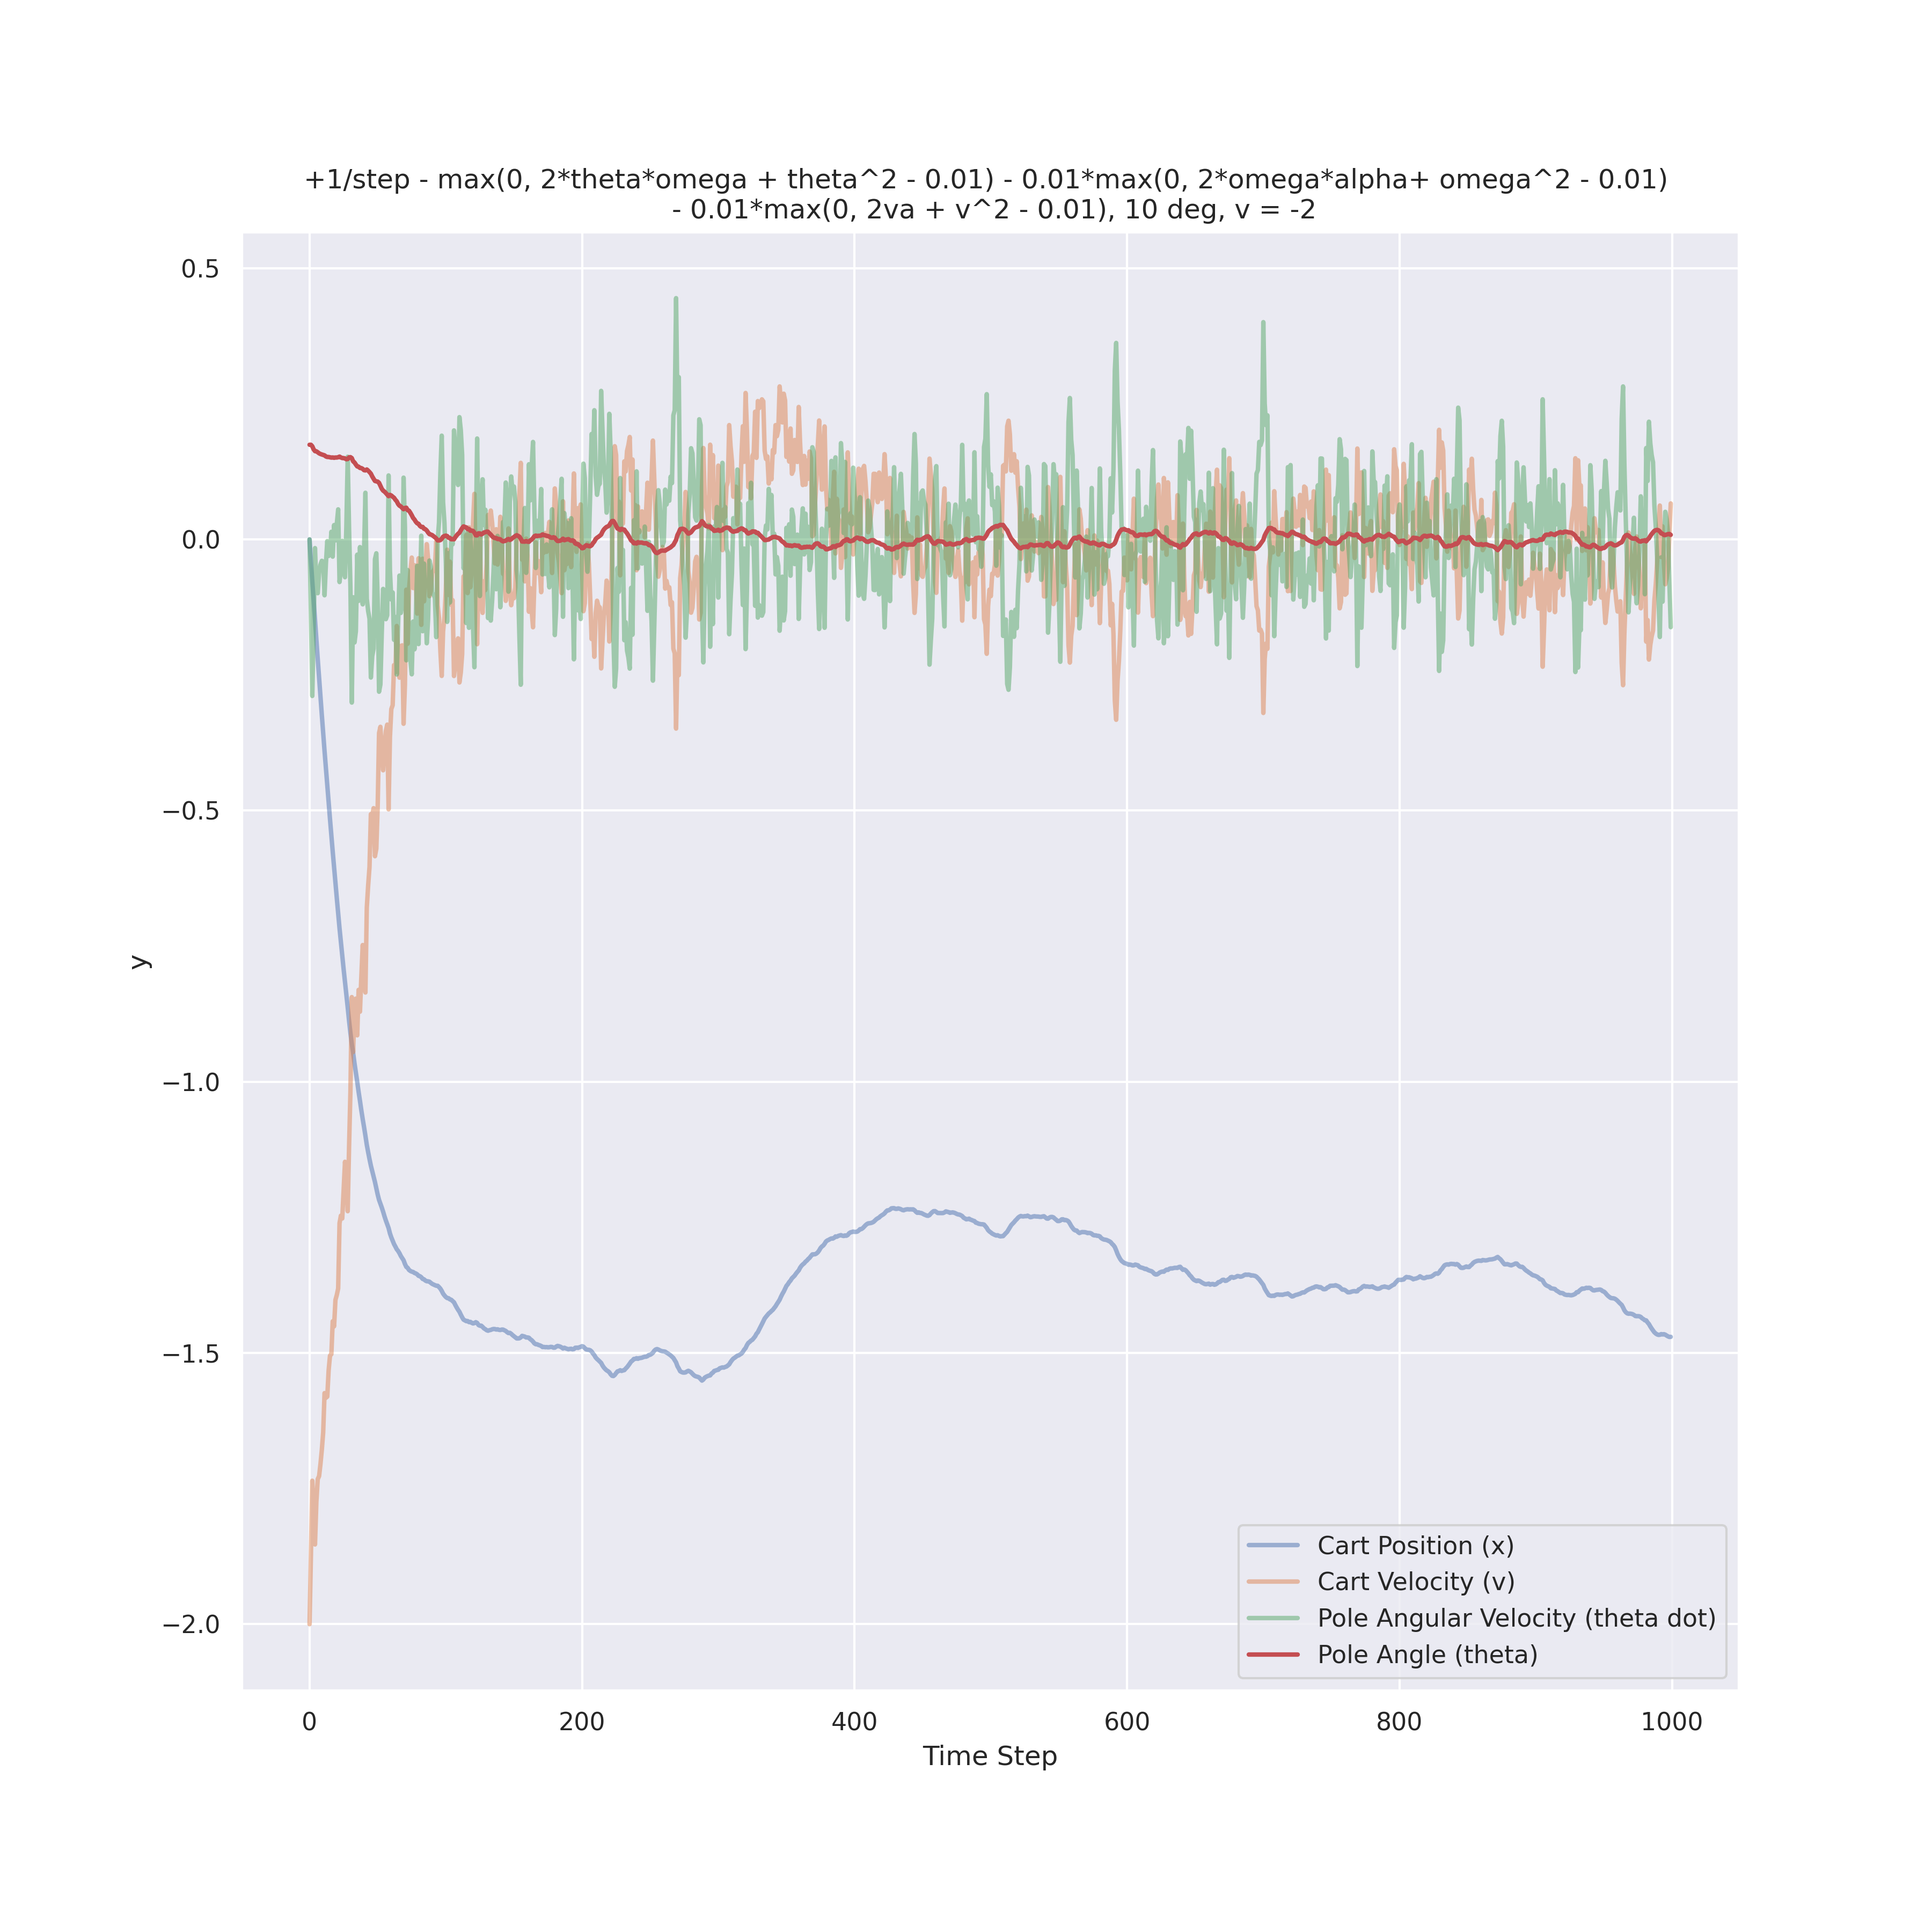 +1/step - max(0, 2*theta*omega + theta^2 - 0.01) - 0.01*max(0, 2*omega*alpha+ omega^2 - 0.01)
- 0.01*max(0, 2va + v^2 - 0.01), 10 deg, v = -2
0.5
0.0
−0.5
−1.0
−1.5
−2.0
y
0 200 400 600 800 1000
Time Step
Cart Position (x)
Cart Velocity (v)
Pole Angular Velocity (theta dot)
Pole Angle (theta)